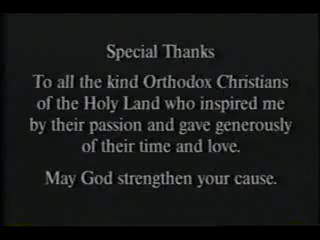 Special Thanks
To all the kind Orthodox Christians
of the Holy Land who inspired me
by their passion and gave generously
of their time and love.
May God strengthen your cause.